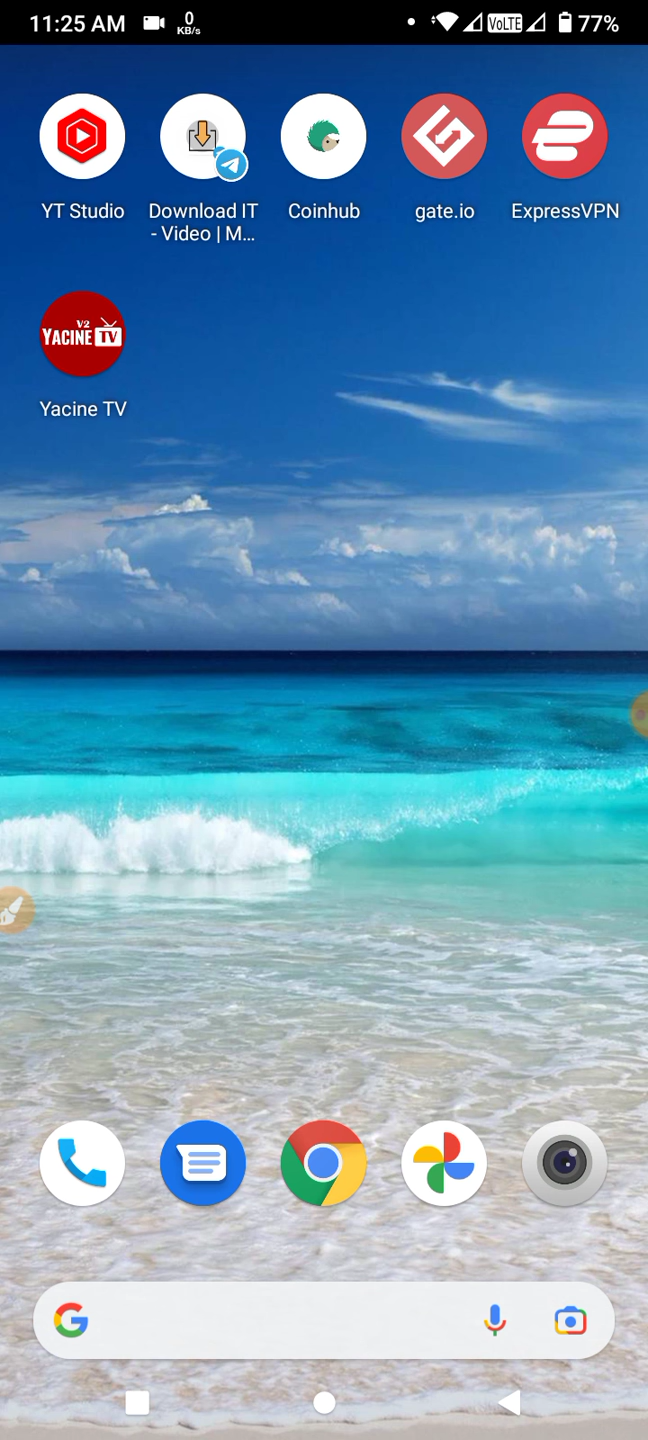 11:25 AM
0
KB/s
VoLTE
77%
YT Studio
Download IT
- Video | M...
Coinhub
gate.io
ExpressVPN
V2
YACINE TV
Yacine TV